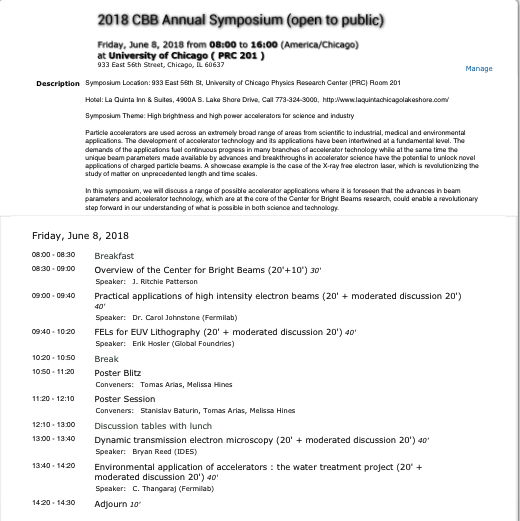 2018 CBB Annual Symposium (open to public)
Friday, June 8, 2018 from 08:00 to 16:00 (America/Chicago)
at University of Chicago ( PRC 201 )
933 East 56th Street, Chicago, IL 60637
Manage
Description Symposium Location: 933 East 56th St, University of Chicago Physics Research Center (PRC) Room 201
Hotel: La Quinta Inn & Suites, 4900A S. Lake Shore Drive, Call 773-324-3000, http://www.laquintachicagolakeshore.com/
Symposium Theme: High brightness and high power accelerators for science and industry
Particle accelerators are used across an extremely broad range of areas from scientific to industrial, medical and environmental
applications. The development of accelerator technology and its applications have been intertwined at a fundamental level. The
demands of the applications fuel continuous progress in many branches of accelerator technology while at the same time the
unique beam parameters made available by advances and breakthroughs in accelerator science have the potential to unlock novel
applications of charged particle beams. A showcase example is the case of the X-ray free electron laser, which is revolutionizing the
study of matter on unprecedented length and time scales.
In this symposium, we will discuss a range of possible accelerator applications where it is foreseen that the advances in beam
parameters and accelerator technology, which are at the core of the Center for Bright Beams research, could enable a revolutionary
step forward in our understanding of what is possible in both science and technology.
Friday, June 8, 2018
08:00 - 08:30 Breakfast
08:30 - 09:00 Overview of the Center for Bright Beams (20'+10') 30'
Speaker: J. Ritchie Patterson
09:00 - 09:40 Practical applications of high intensity electron beams (20' + moderated discussion 20')
40'
Speaker: Dr. Carol Johnstone (Fermilab)
09:40 - 10:20 FELs for EUV Lithography (20' + moderated discussion 20') 40'
Speaker: Erik Hosler (Global Foundries)
10:20 - 10:50 Break
10:50 - 11:20 Poster Blitz
Conveners: Tomas Arias, Melissa Hines
11:20 - 12:10 Poster Session
Conveners: Stanislav Baturin, Tomas Arias, Melissa Hines
12:10 - 13:00 Discussion tables with lunch
13:00 - 13:40 Dynamic transmission electron microscopy (20' + moderated discussion 20') 40'
Speaker: Bryan Reed (IDES)
13:40 - 14:20 Environmental application of accelerators : the water treatment project (20' +
moderated discussion 20') 40'
Speaker: C. Thangaraj (Fermilab)
14:20 - 14:30 Adjourn 10'